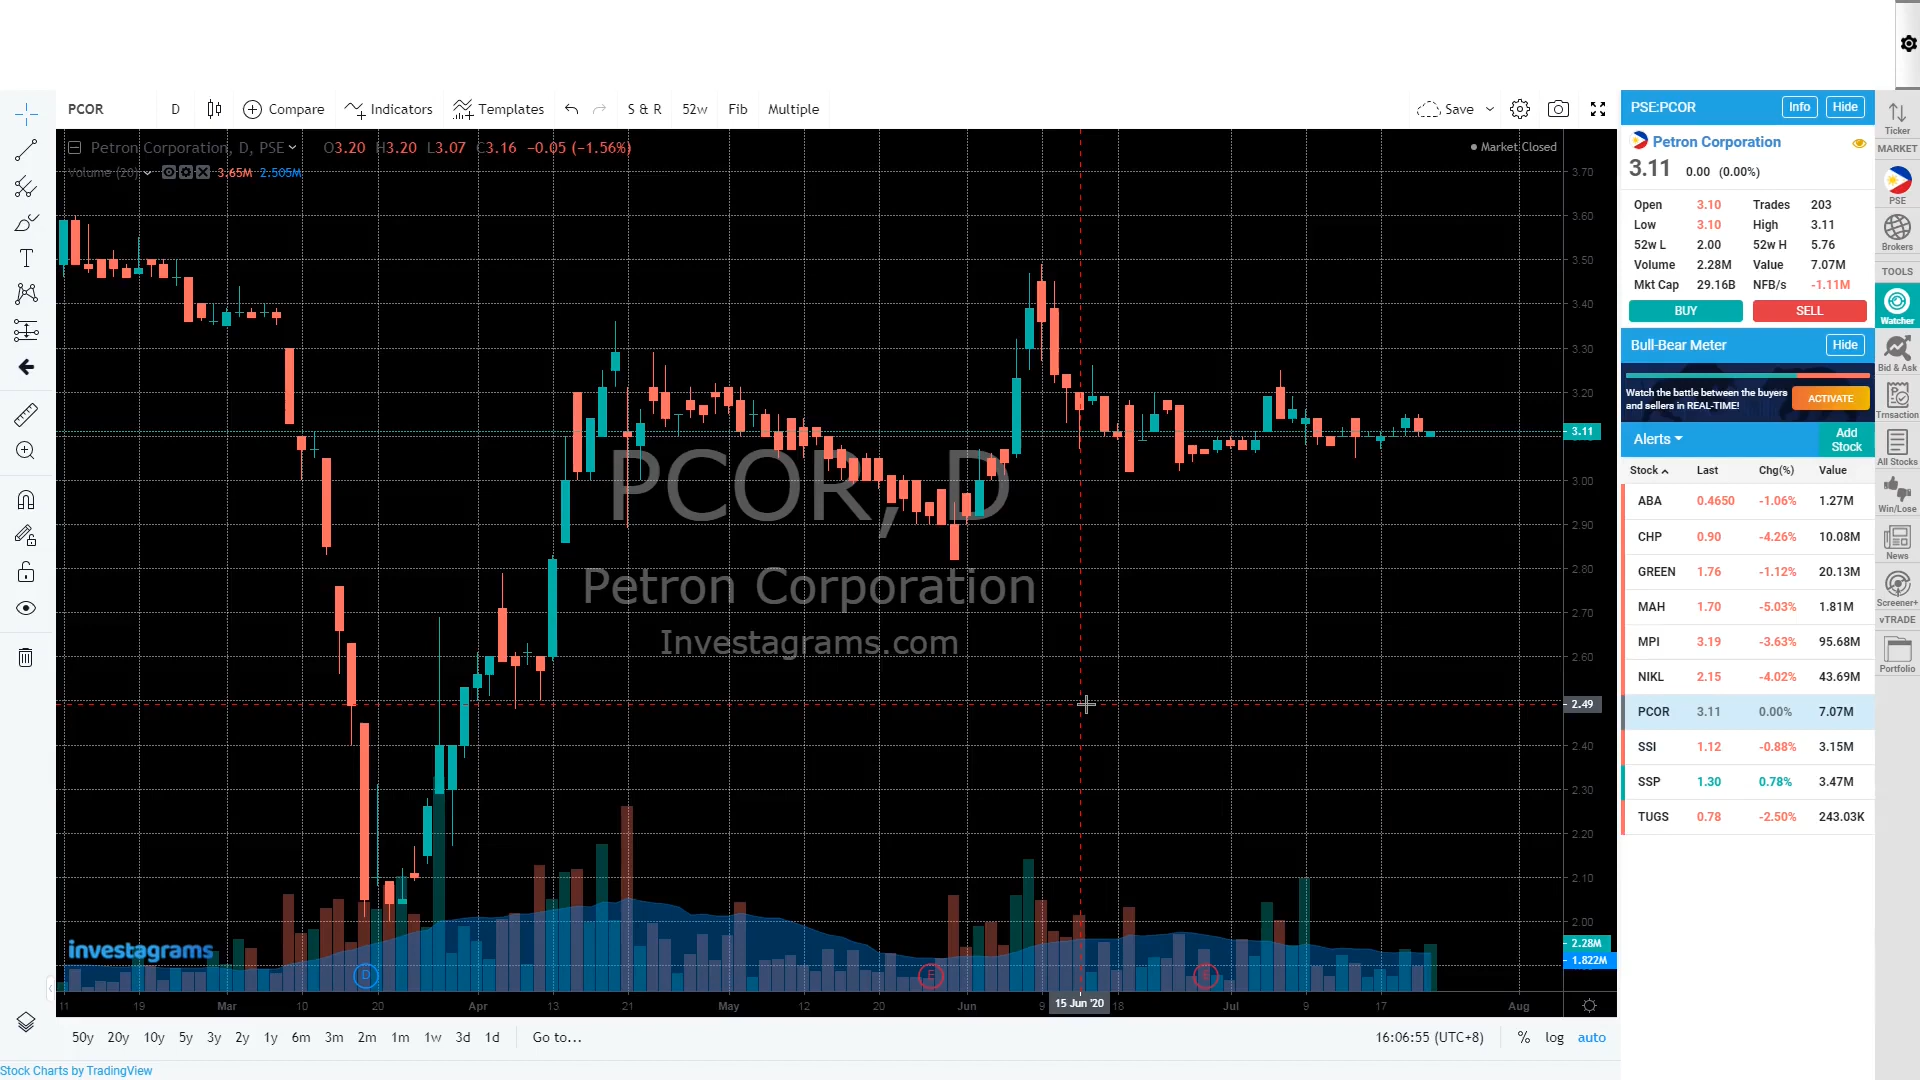 PCOR D Compare Indicators Templates S & R 52w Fib Multiple Save
Petron Corporation, D, PSE O3.20 H3.20 L3.07 C3.16 −0.05 (−1.56%)
Market Closed
Volume (20) 3.65M 2.505M
3.70
3.60
3.50
3.40
3.30
3.20
3.11
3.00
2.90
2.80
2.70
2.60
2.49
2.40
2.30
2.20
2.10
2.00
2.28M
1.822M
PCOR, D
Petron Corporation
Investagrams.com
investagrams
D E E
11 19 Mar 10 20 Apr 13 21 May 12 20 Jun 9 15 Jun '20 18 Jul 9 17 Aug
50y 20y 10y 5y 3y 2y 1y 6m 3m 2m 1m 1w 3d 1d Go to... 16:06:55 (UTC+8) % log auto
Stock Charts by TradingView
PSE:PCOR Info Hide
Petron Corporation
3.11 0.00 (0.00%)
Open 3.10 Trades 203
Low 3.10 High 3.11
52w L 2.00 52w H 5.76
Volume 2.28M Value 7.07M
Mkt Cap 29.16B NFB/s -1.11M
BUY SELL
Bull-Bear Meter Hide
Watch the battle between the buyers
and sellers in REAL-TIME!
ACTIVATE
Alerts Add
Stock
Stock Last Chg(%) Value
ABA 0.4650 -1.06% 1.27M
CHP 0.90 -4.26% 10.08M
GREEN 1.76 -1.12% 20.13M
MAH 1.70 -5.03% 1.81M
MPI 3.19 -3.63% 95.68M
NIKL 2.15 -4.02% 43.69M
PCOR 3.11 0.00% 7.07M
SSI 1.12 -0.88% 3.15M
SSP 1.30 0.78% 3.47M
TUGS 0.78 -2.50% 243.03K
Ticker
MARKET
PSE
Brokers
TOOLS
Watcher
Bid & Ask
Trnsaction
All Stocks
Win/Lose
News
Screener+
vTRADE
Portfolio